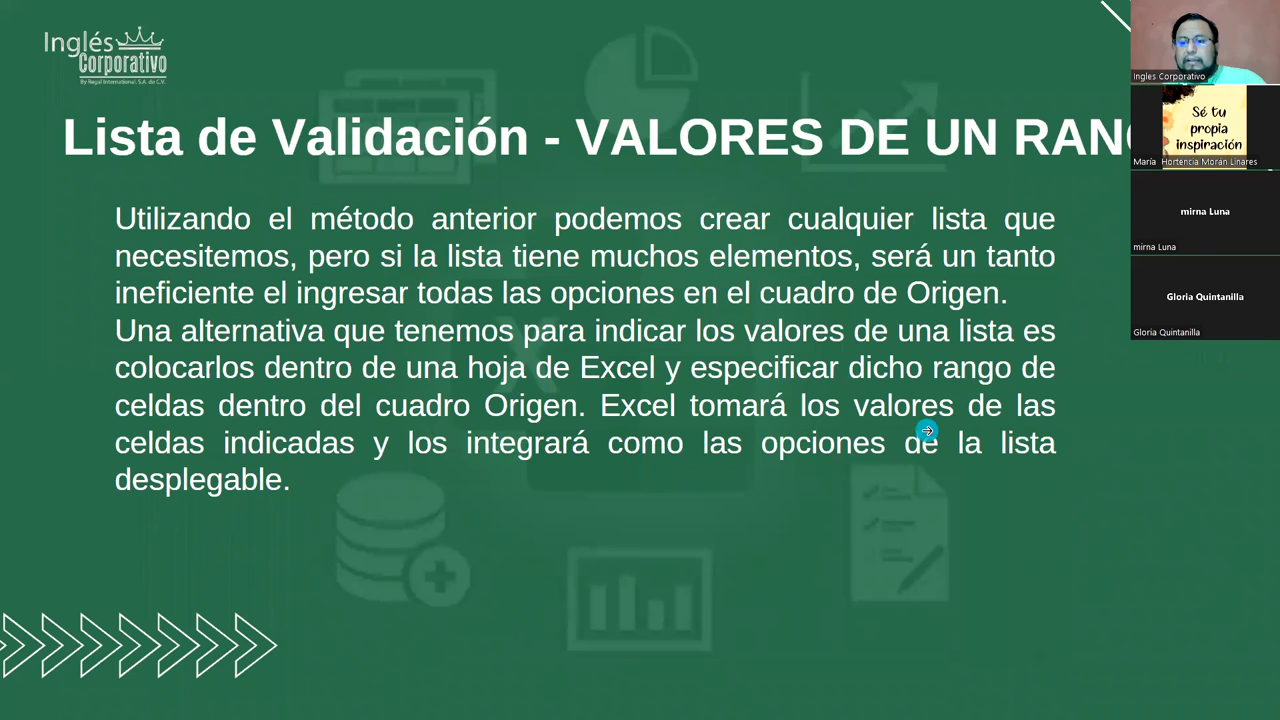 Inglés
Corporativo
By Regal International, S.A. de C.V.
Lista de Validación - VALORES DE UN RANG
Utilizando el método anterior podemos crear cualquier lista que
necesitemos, pero si la lista tiene muchos elementos, será un tanto
ineficiente el ingresar todas las opciones en el cuadro de Origen.
Una alternativa que tenemos para indicar los valores de una lista es
colocarlos dentro de una hoja de Excel y especificar dicho rango de
celdas dentro del cuadro Origen. Excel tomará los valores de las
celdas indicadas y los integrará como las opciones de la lista
desplegable.
Ingles Corporativo
Sé tu
propia
inspiración
María Hortencia Morán Linares
mirna Luna
mirna Luna
Gloria Quintanilla
Gloria Quintanilla